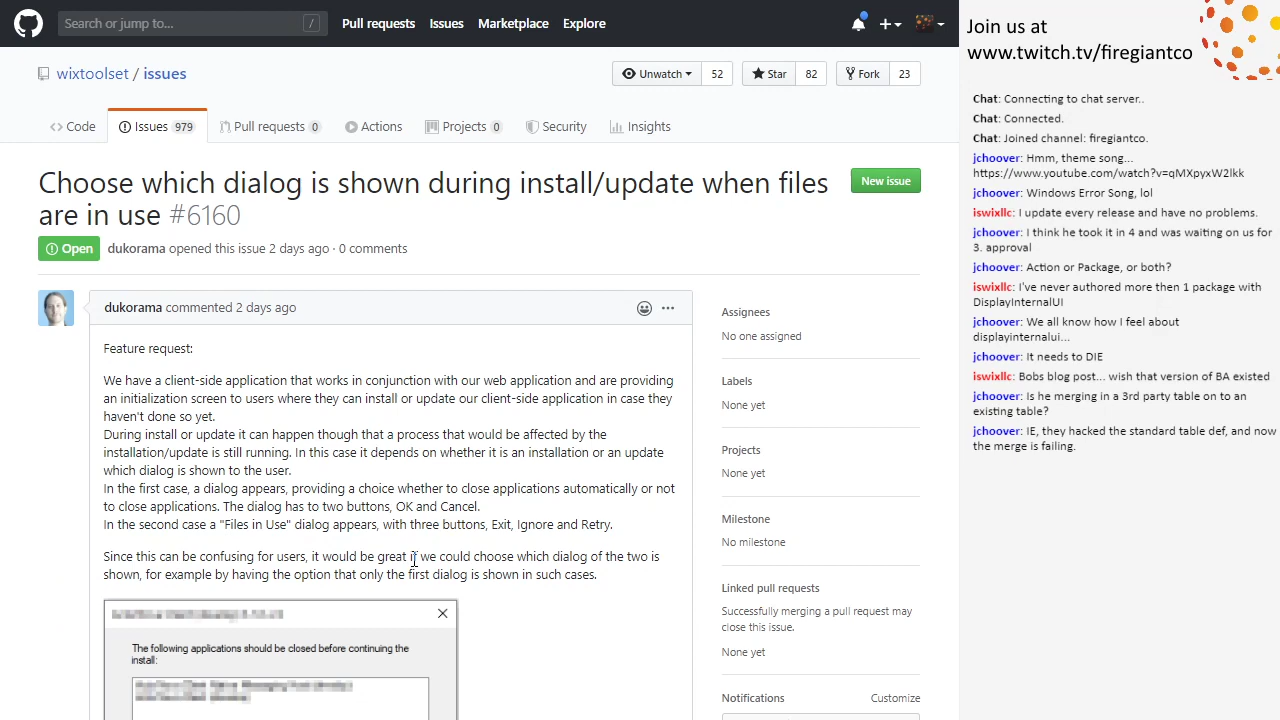 Search or jump to... /
Pull requests Issues Marketplace Explore
wixtoolset / issues
Unwatch 52 Star 82 Fork 23
Code Issues 979 Pull requests 0 Actions Projects 0 Security Insights
Choose which dialog is shown during install/update when files
are in use #6160
New issue
Open dukorama opened this issue 2 days ago · 0 comments
dukorama commented 2 days ago
Feature request:
We have a client-side application that works in conjunction with our web application and are providing
an initialization screen to users where they can install or update our client-side application in case they
haven't done so yet.
During install or update it can happen though that a process that would be affected by the
installation/update is still running. In this case it depends on whether it is an installation or an update
which dialog is shown to the user.
In the first case, a dialog appears, providing a choice whether to close applications automatically or not
to close applications. The dialog has to two buttons, OK and Cancel.
In the second case a "Files in Use" dialog appears, with three buttons, Exit, Ignore and Retry.
Since this can be confusing for users, it would be great if we could choose which dialog of the two is
shown, for example by having the option that only the first dialog is shown in such cases.
The following applications should be closed before continuing the
install:
Assignees
No one assigned
Labels
None yet
Projects
None yet
Milestone
No milestone
Linked pull requests
Successfully merging a pull request may
close this issue.
None yet
Notifications Customize
Join us at
www.twitch.tv/firegiantco
Chat: Connecting to chat server..
Chat: Connected.
Chat: Joined channel: firegiantco.
jchoover: Hmm, theme song...
https://www.youtube.com/watch?v=qMXpyxW2lkk
jchoover: Windows Error Song, lol
iswixllc: I update every release and have no problems.
jchoover: I think he took it in 4 and was waiting on us for
3. approval
jchoover: Action or Package, or both?
iswixllc: I've never authored more then 1 package with
DisplayInternalUI
jchoover: We all know how I feel about
displayinternalui...
jchoover: It needs to DIE
iswixllc: Bobs blog post... wish that version of BA existed
jchoover: Is he merging in a 3rd party table on to an
existing table?
jchoover: IE, they hacked the standard table def, and now
the merge is failing.